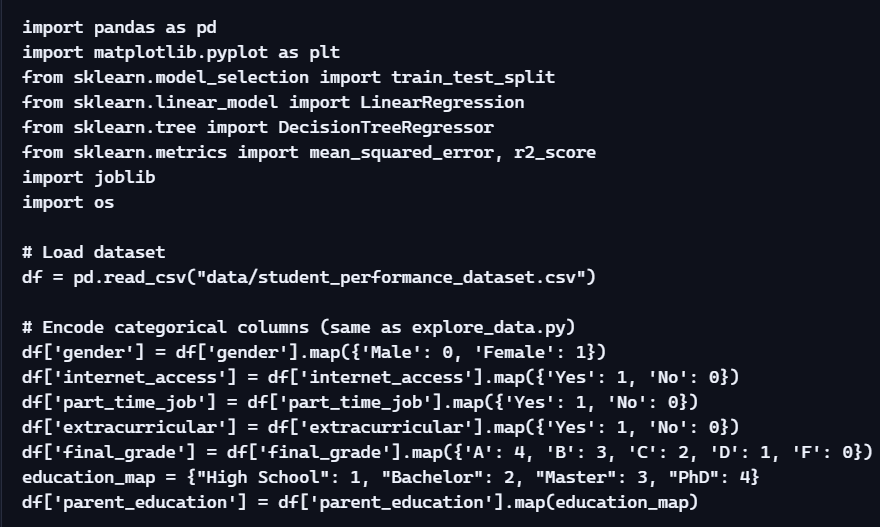 import pandas as pd
import matplotlib.pyplot as plt
from sklearn.model_selection import train_test_split
from sklearn.linear_model import LinearRegression
from sklearn.tree import DecisionTreeRegressor
from sklearn.metrics import mean_squared_error, r2_score
import joblib
import os

# Load dataset
df = pd.read_csv("data/student_performance_dataset.csv")

# Encode categorical columns (same as explore_data.py)
df['gender'] = df['gender'].map({'Male': 0, 'Female': 1})
df['internet_access'] = df['internet_access'].map({'Yes': 1, 'No': 0})
df['part_time_job'] = df['part_time_job'].map({'Yes': 1, 'No': 0})
df['extracurricular'] = df['extracurricular'].map({'Yes': 1, 'No': 0})
df['final_grade'] = df['final_grade'].map({'A': 4, 'B': 3, 'C': 2, 'D': 1, 'F': 0})
education_map = {"High School": 1, "Bachelor": 2, "Master": 3, "PhD": 4}
df['parent_education'] = df['parent_education'].map(education_map)